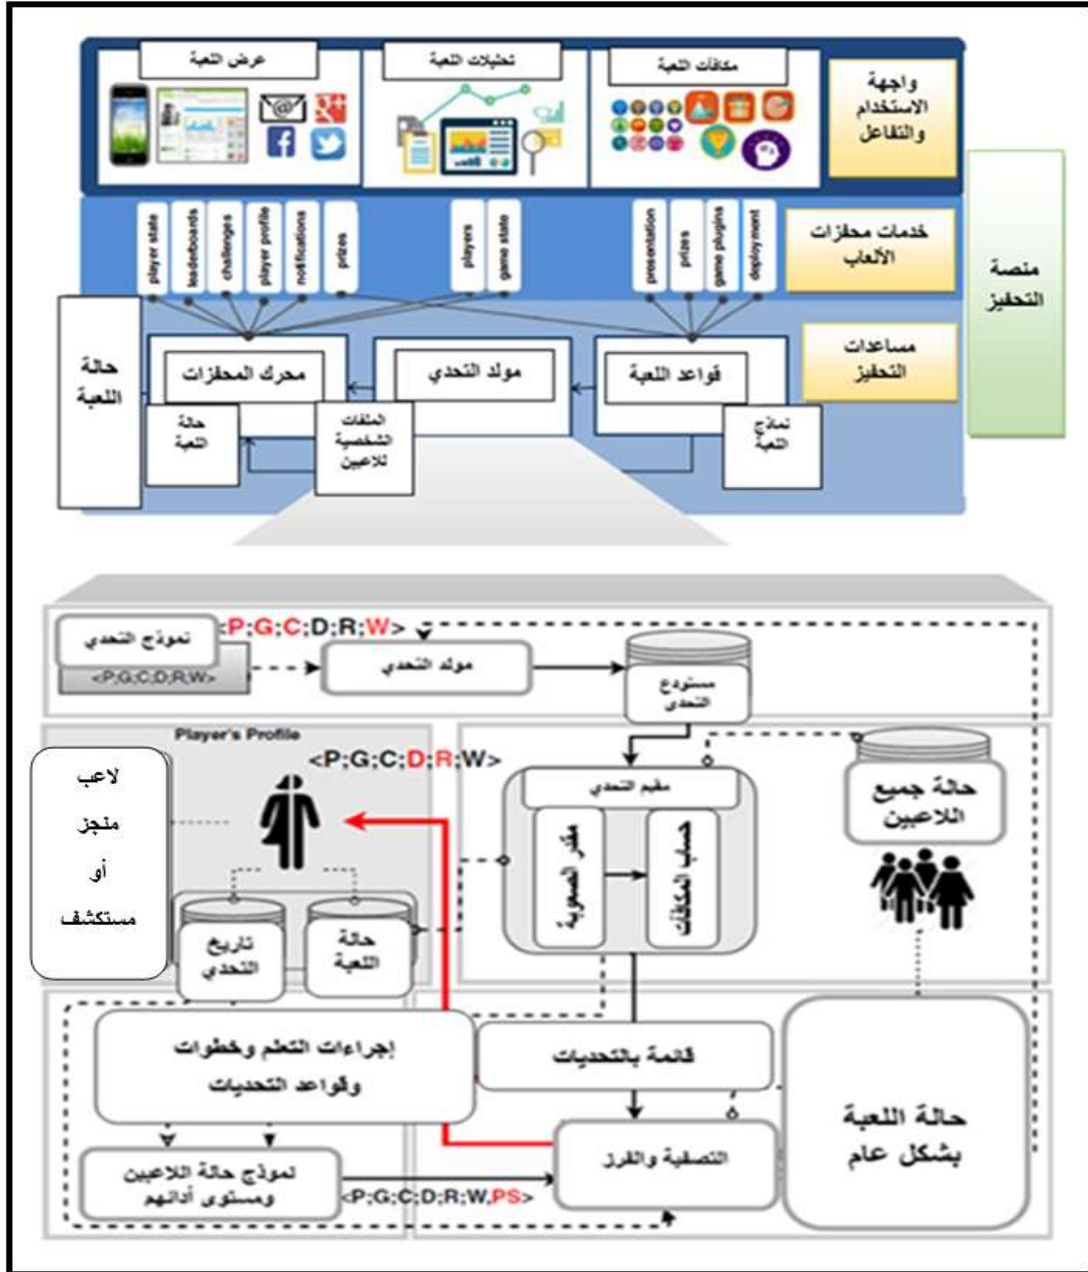 عرض اللعبة
تحليلات اللعبة
مكافآت اللعبة
واجهة
الاستخدام
والتفاعل
@
g+
f
player state
leaderboards
challenges
player profile
notifications
prizes
players
game state
presentation
prizes
game plugins
deployment
خدمات محفزات
الألعاب
منصة
التحفيز
حالة
اللعبة
محرك المحفزات
مولد التحدي
قواعد اللعبة
مساعدات
التحفيز
حالة
اللعبة
الملفات
الشخصية
للاعبين
نماذج
اللعبة
<P;G;C;D;R;W>
نموذج التحدي
<P;G;C;D;R;W>
مولد التحدي
مستودع
التحدي
Player's Profile
<P;G;C;D;R;W>
لاعب
منجز
أو
مستكشف
مقيم التحدي
مقدر الصعوبة
حساب المكافآت
حالة جميع
اللاعبين
تاريخ
التحدي
حالة
اللعبة
إجراءات التعلم وخطوات
وقواعد التحديات
قائمة بالتحديات
حالة اللعبة
بشكل عام
التصفية والفرز
نموذج حالة اللاعبين
ومستوى أدائهم
<P;G;C;D;R;W,PS>